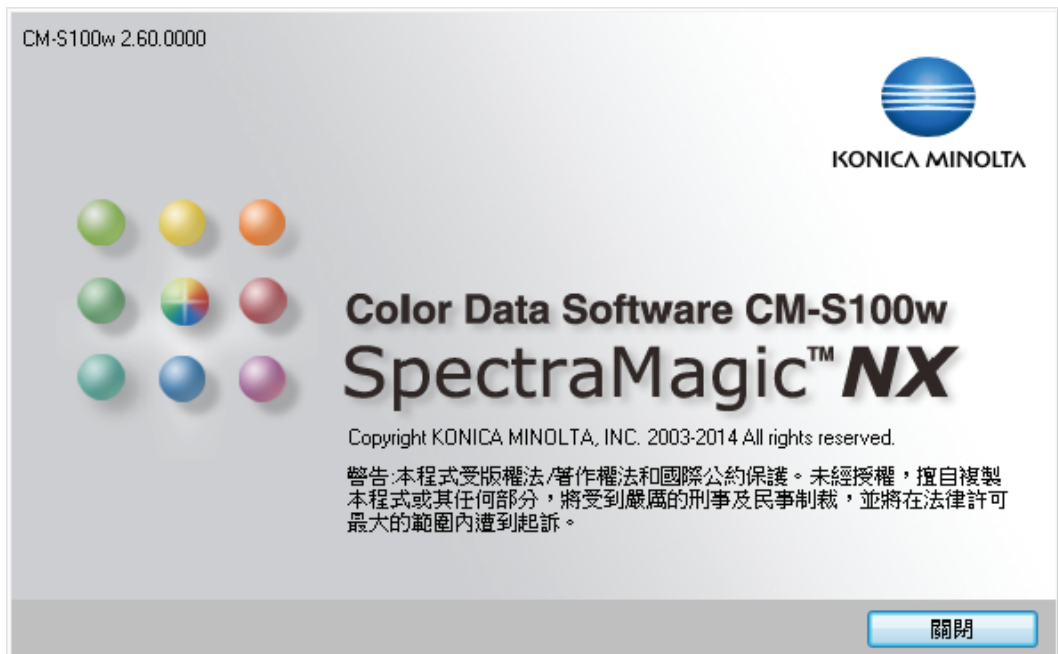 CM-S100w 2.60.0000
KONICA MINOLTA
Color Data Software CM-S100w
SpectraMagic™ NX
Copyright KONICA MINOLTA, INC. 2003-2014 All rights reserved.
警告:本程式受版權法/著作權法和國際公約保護。未經授權，擅自複製
本程式或其任何部分，將受到嚴厲的刑事及民事制裁，並將在法律許可
最大的範圍內遭到起訴。
關閉